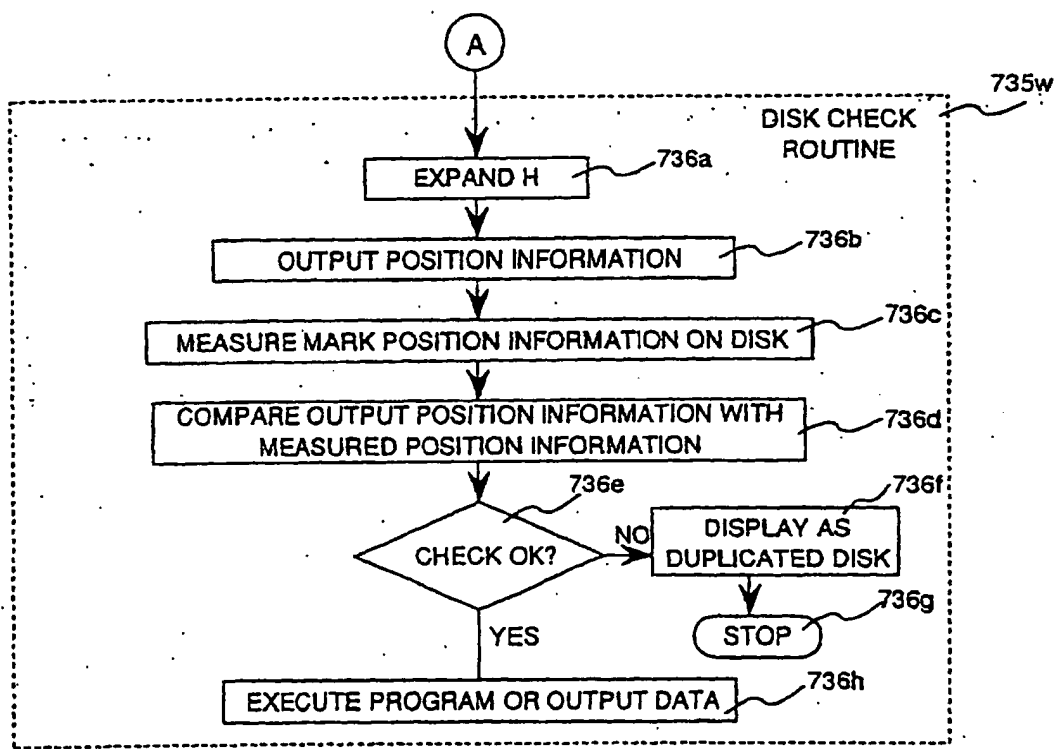 A
735w
DISK CHECK
ROUTINE
736a
EXPAND H
736b
OUTPUT POSITION INFORMATION
736c
MEASURE MARK POSITION INFORMATION ON DISK
COMPARE OUTPUT POSITION INFORMATION WITH
MEASURED POSITION INFORMATION
736d
736e
CHECK OK?
NO
736f
DISPLAY AS
DUPLICATED DISK
736g
STOP
YES
736h
EXECUTE PROGRAM OR OUTPUT DATA